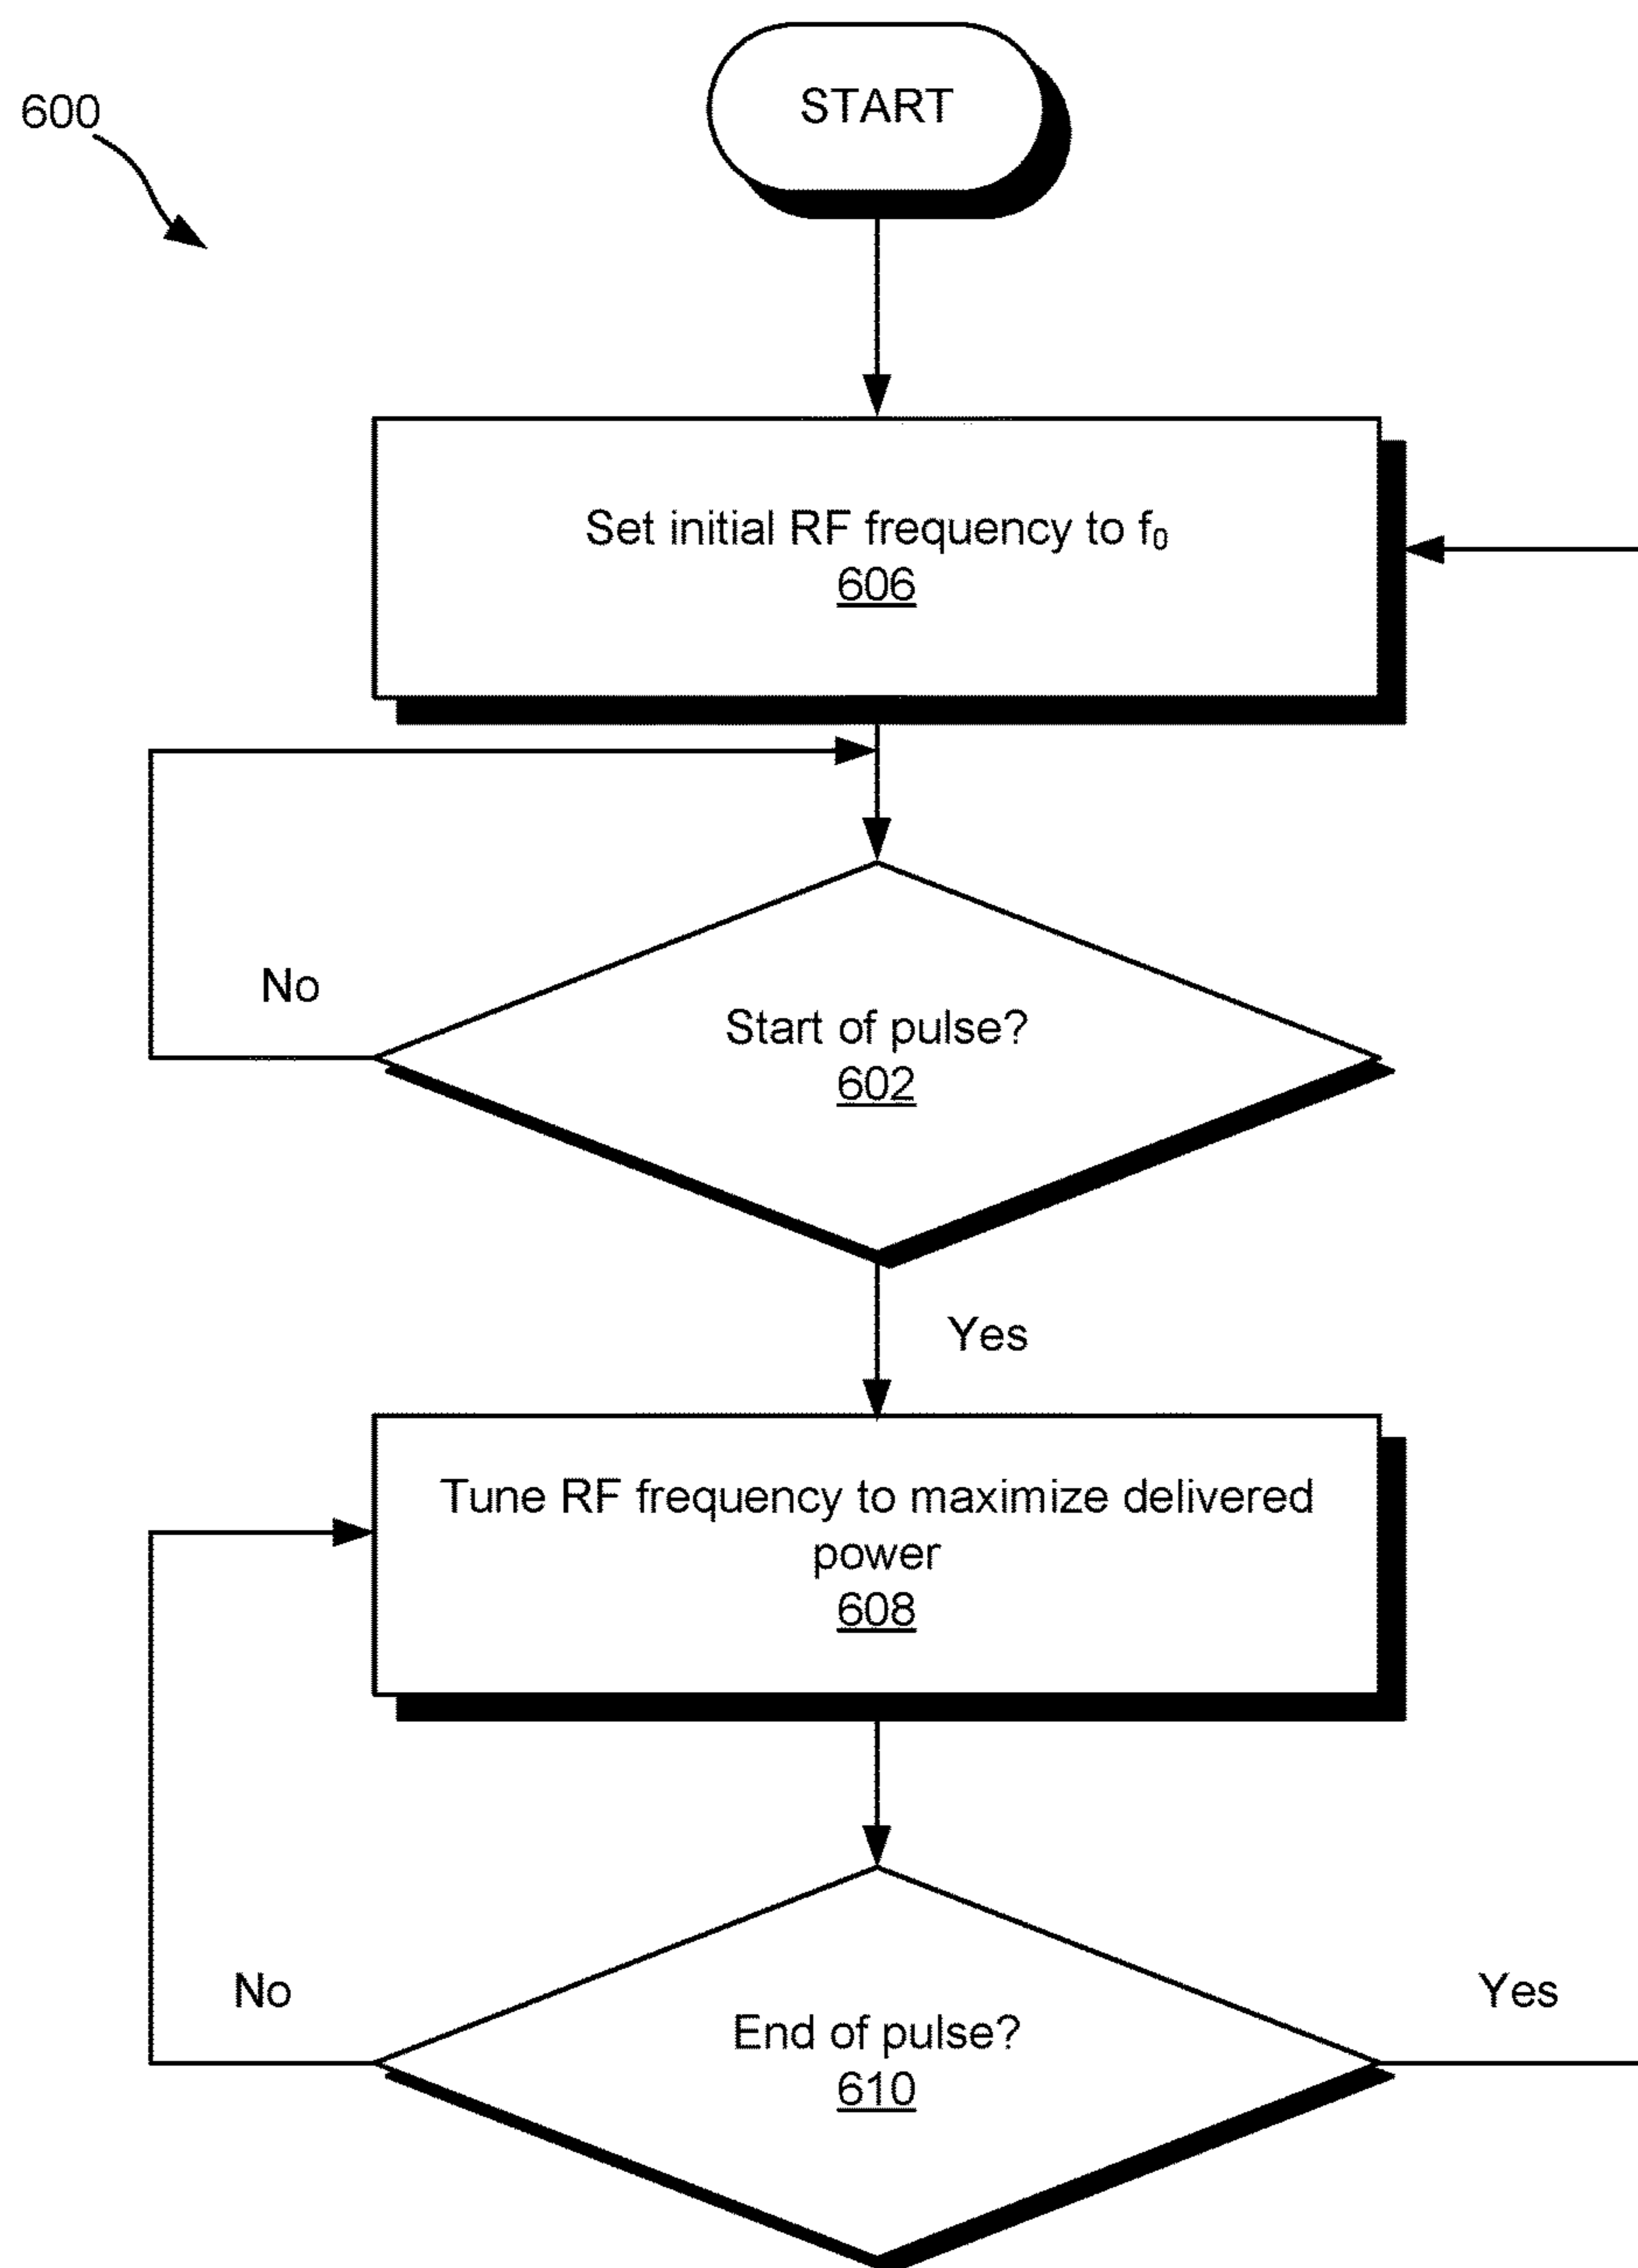 600
START
Set initial RF frequency to f₀
606
No
Start of pulse?
602
Yes
Tune RF frequency to maximize delivered
power
608
No
Yes
End of pulse?
610